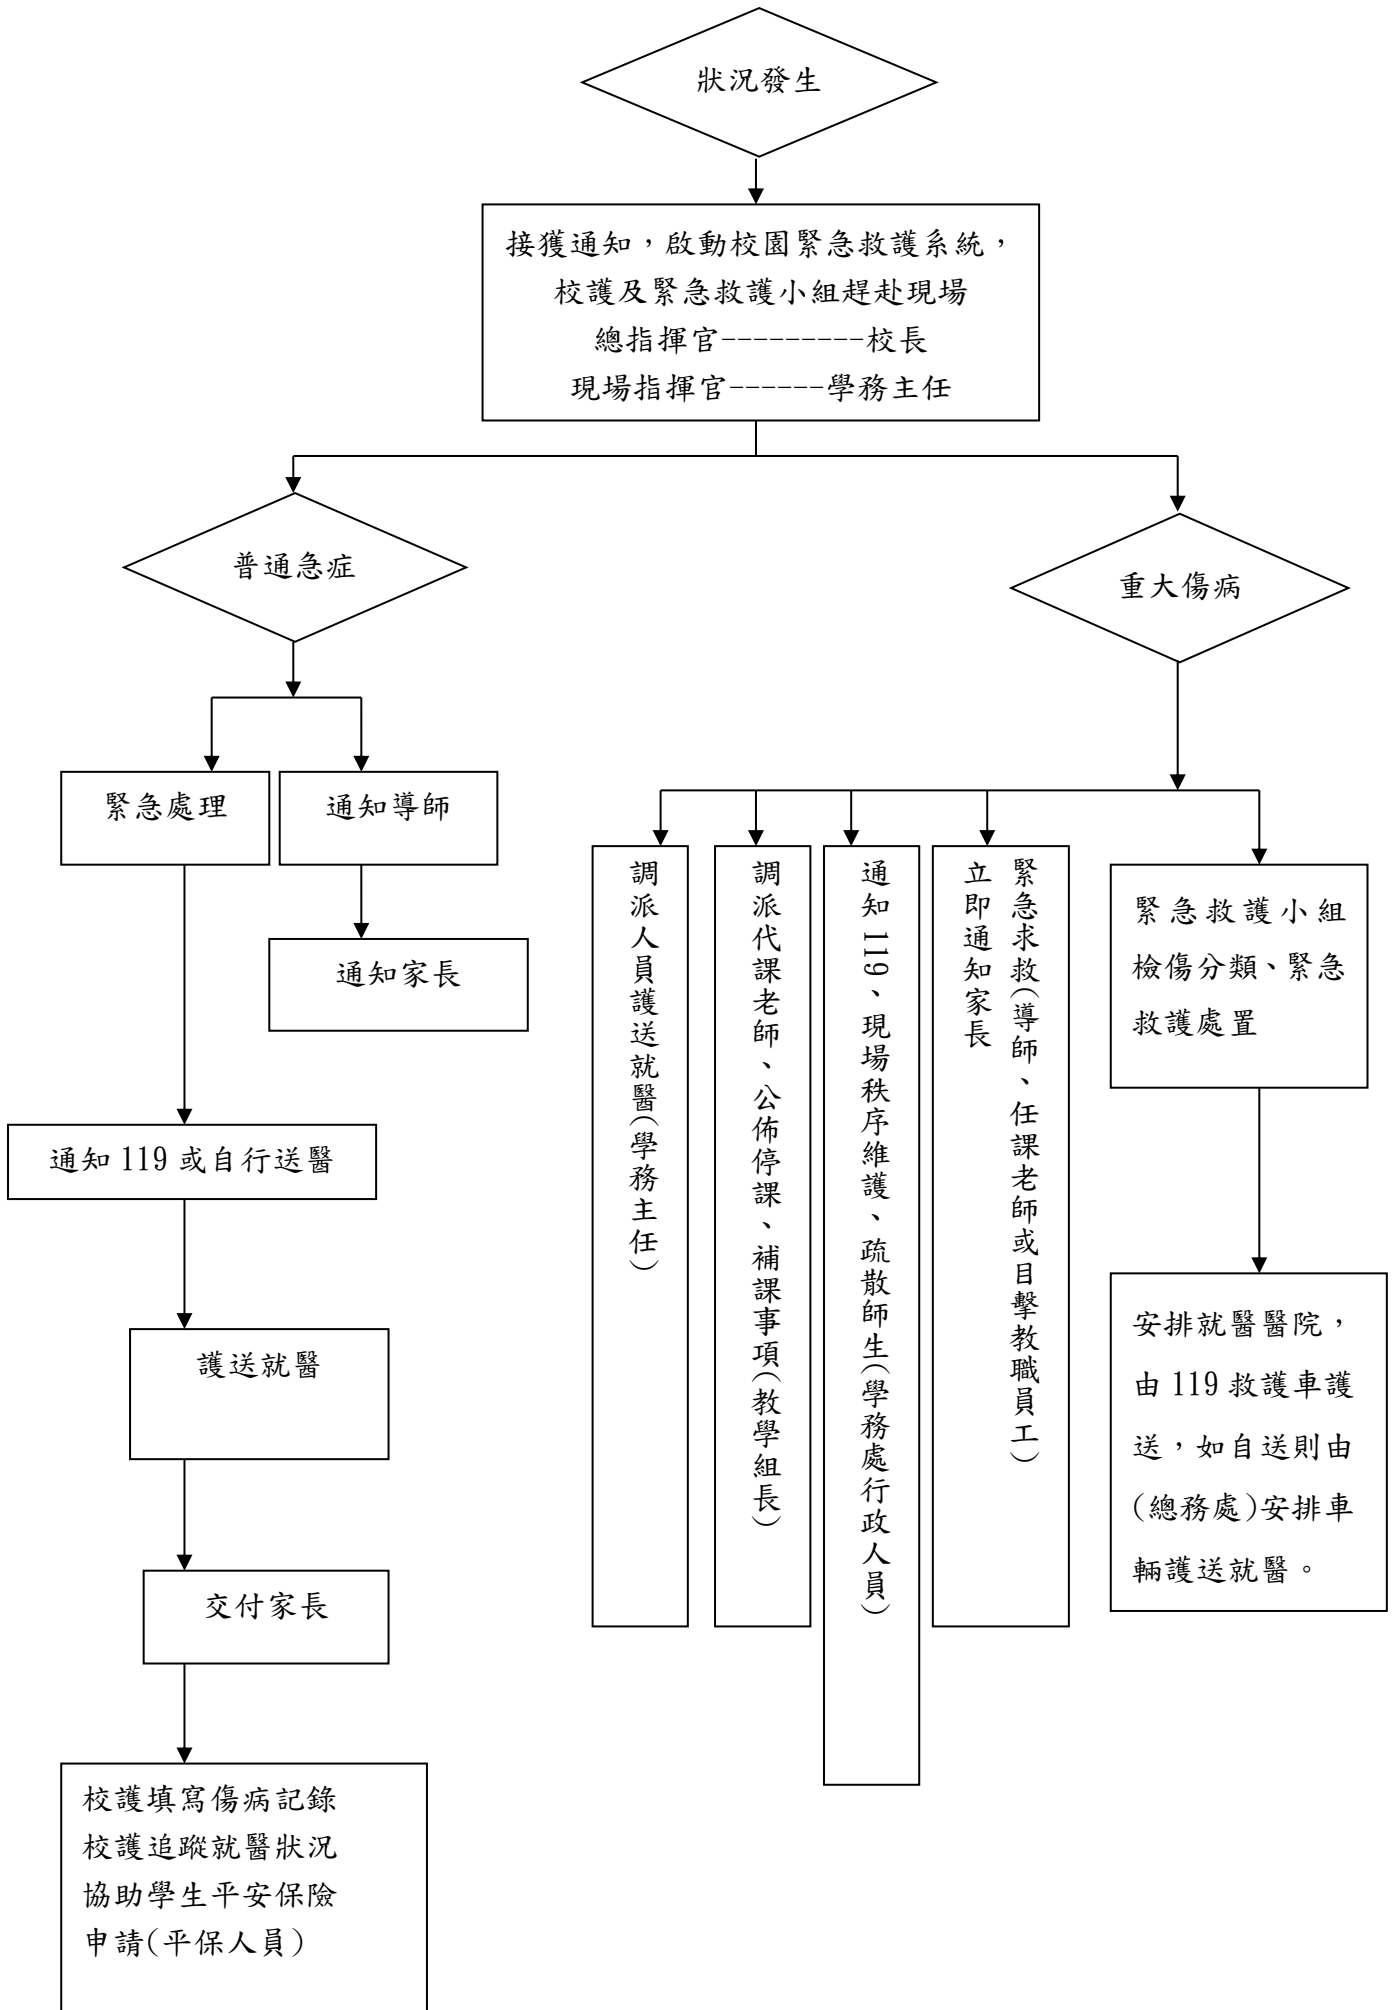 狀況發生
接獲通知，啟動校園緊急救護系統，
校護及緊急救護小組趕赴現場
總指揮官---------校長
現場指揮官------學務主任
普通急症
重大傷病
緊急處理
通知導師
通知家長
通知 119 或自行送醫
護送就醫
交付家長
校護填寫傷病記錄
校護追蹤就醫狀況
協助學生平安保險
申請(平保人員)
調派人員護送就醫(學務主任)
調派代課老師、公佈停課、補課事項(教學組長)
通知 119、現場秩序維護、疏散師生(學務處行政人員)
緊急求救(導師、任課老師或目擊教職員工)
立即通知家長
緊急救護小組
檢傷分類、緊急
救護處置
安排就醫醫院，
由 119 救護車護
送，如自送則由
(總務處)安排車
輛護送就醫。